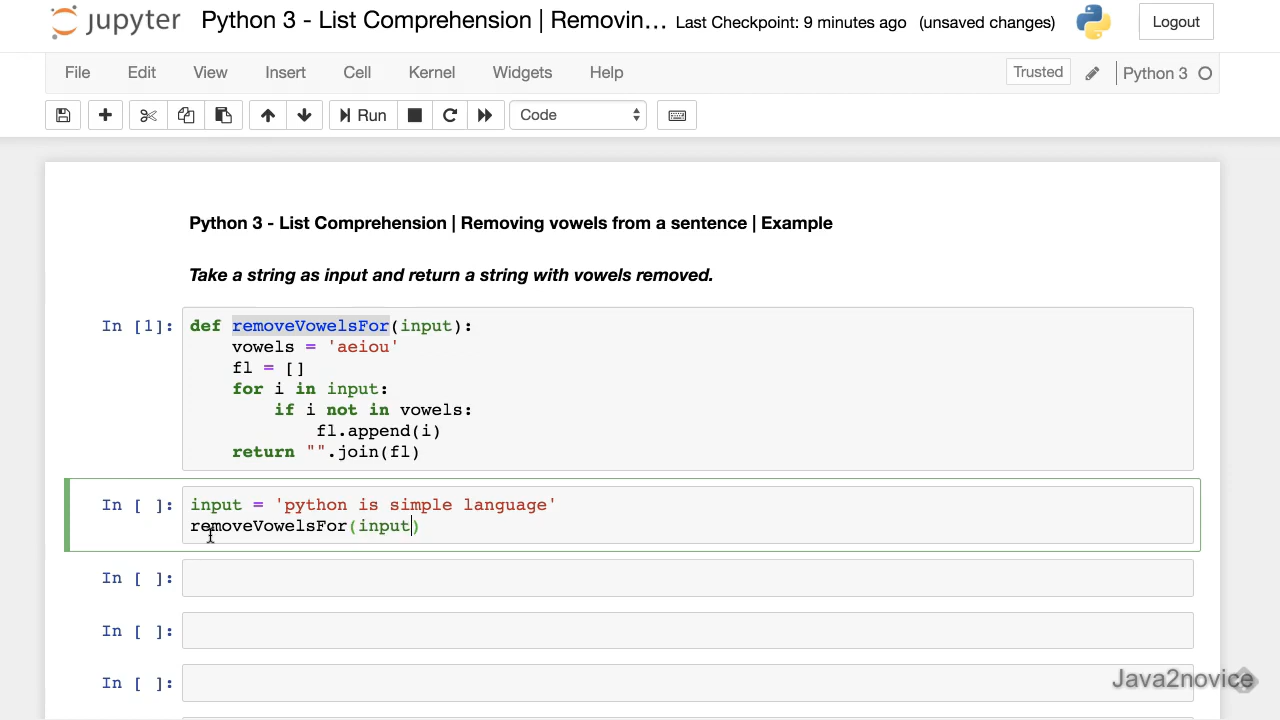 jupyter Python 3 - List Comprehension | Removin... Last Checkpoint: 9 minutes ago (unsaved changes) Logout
File Edit View Insert Cell Kernel Widgets Help Trusted Python 3
Run Code
Python 3 - List Comprehension | Removing vowels from a sentence | Example
Take a string as input and return a string with vowels removed.
In [1]: def removeVowelsFor(input):
vowels = 'aeiou'
fl = []
for i in input:
if i not in vowels:
fl.append(i)
return "".join(fl)
In [ ]: input = 'python is simple language'
removeVowelsFor(input)
In [ ]:
In [ ]:
In [ ]:
Java2novice